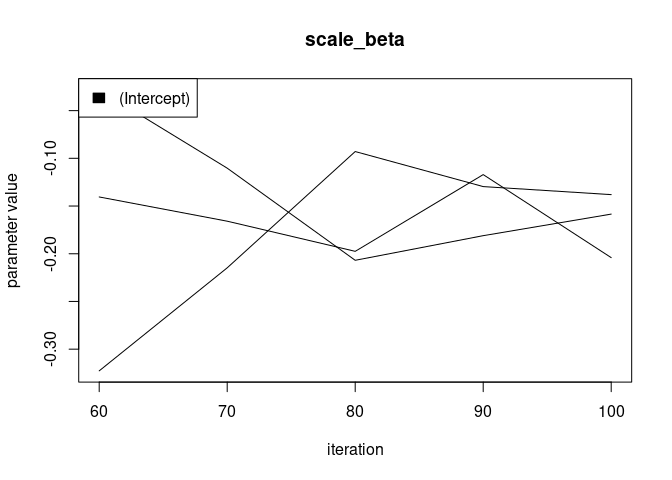 scale_beta
(Intercept)
parameter value
-0.10
-0.20
-0.30
60 70 80 90 100
iteration